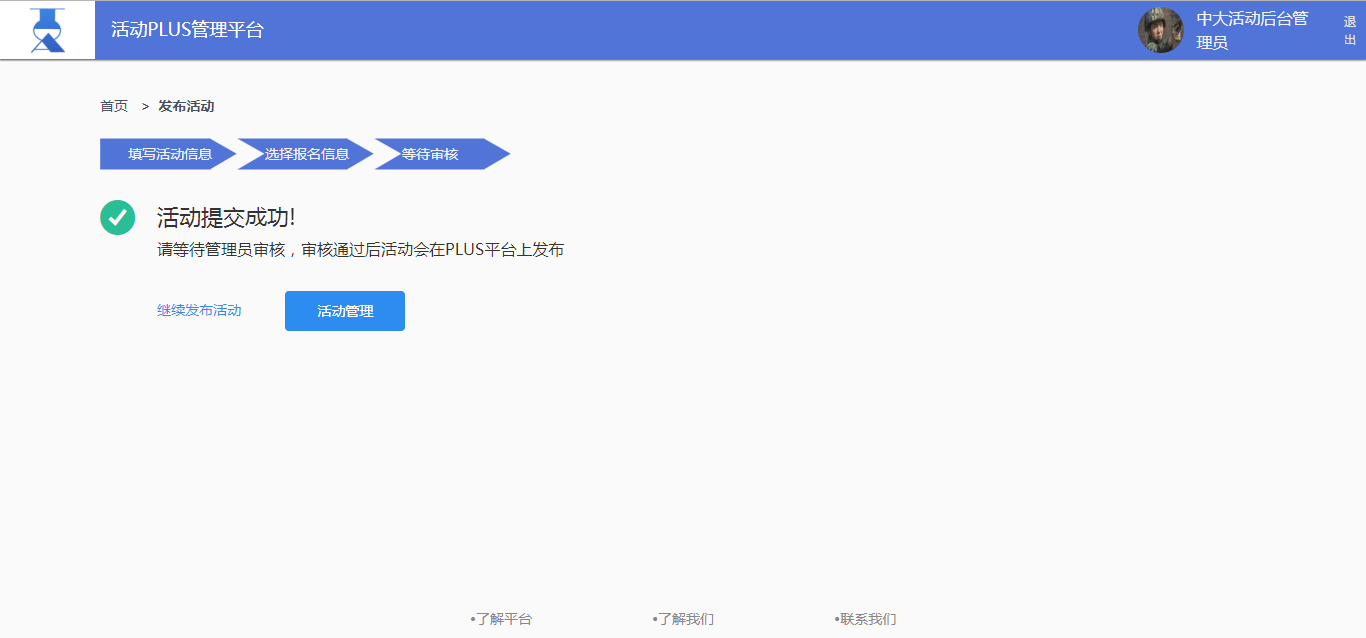 活动PLUS管理平台
中大活动后台管
理员
退
出
首页 > 发布活动
填写活动信息 选择报名信息 等待审核
活动提交成功!
请等待管理员审核，审核通过后活动会在PLUS平台上发布
继续发布活动 活动管理
•了解平台 •了解我们 •联系我们